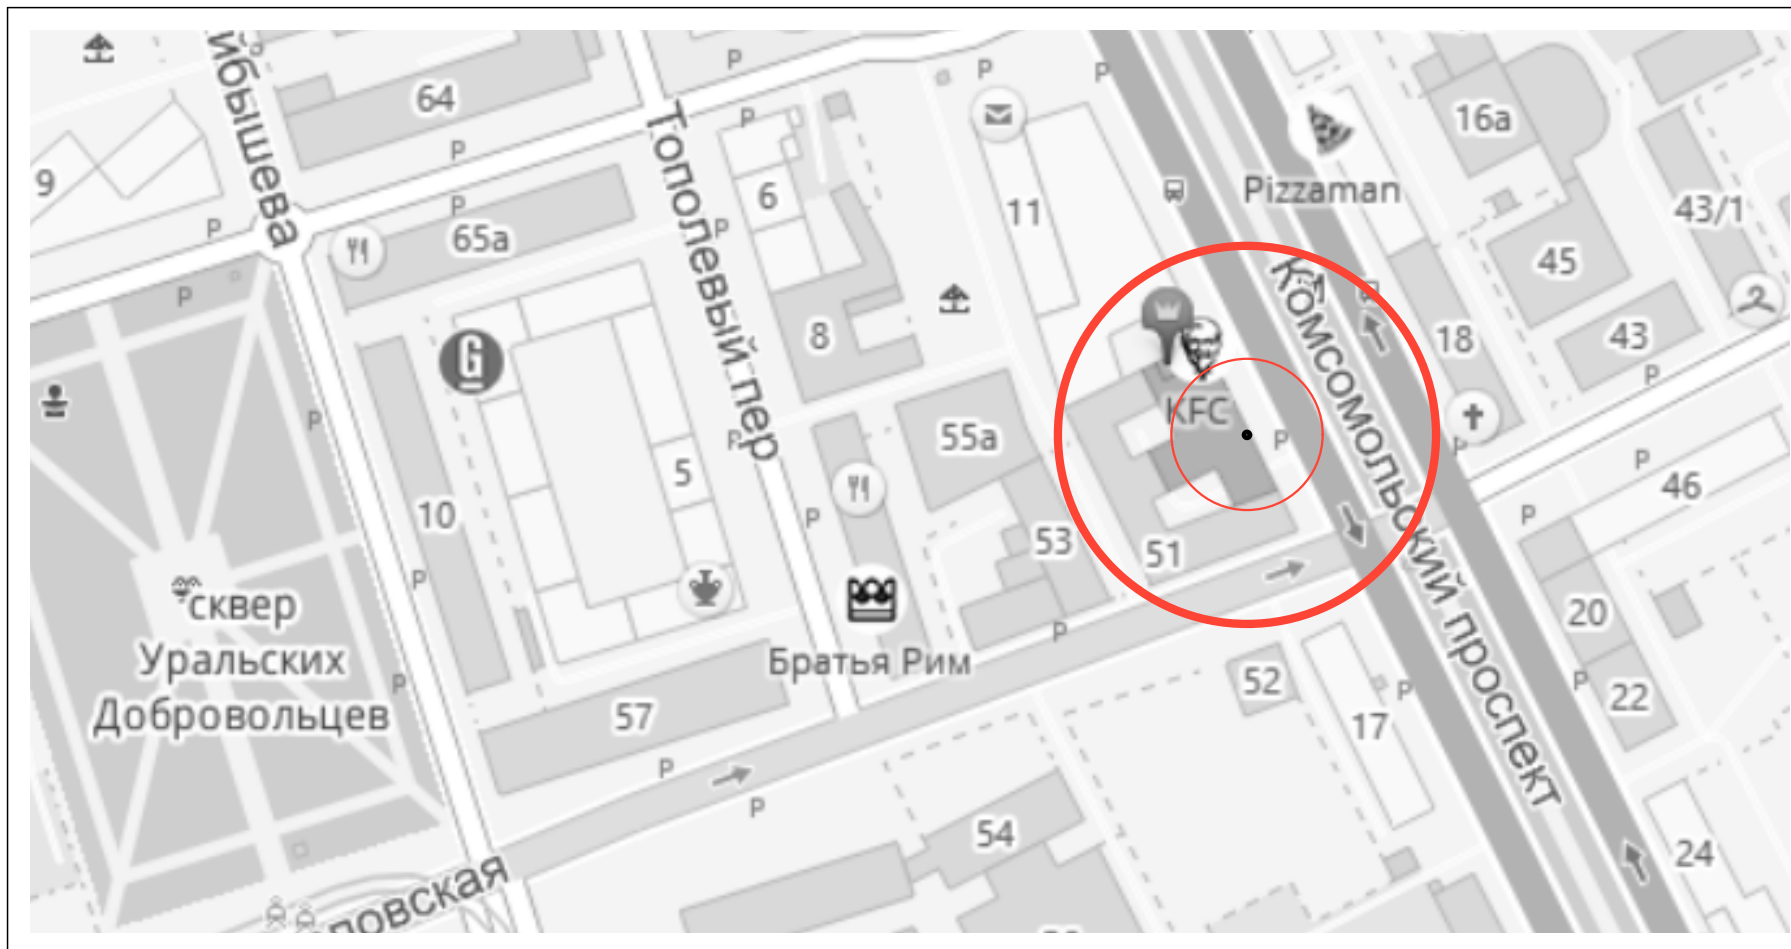 йбышева
64
P
P
P
Тополевый пер
P
16а
Pizzaman
9
P
65а
P
6
P
11
43/1
45
P
8
18
43
P
Комсомольский проспект
KFC
P
P
P
P
55а
5
10
P
53
51
P
46
P
P
сквер
Уральских
Добровольцев
P
Братья Рим
P
57
52
20
22
P
P
17
P
P
54
24
повская